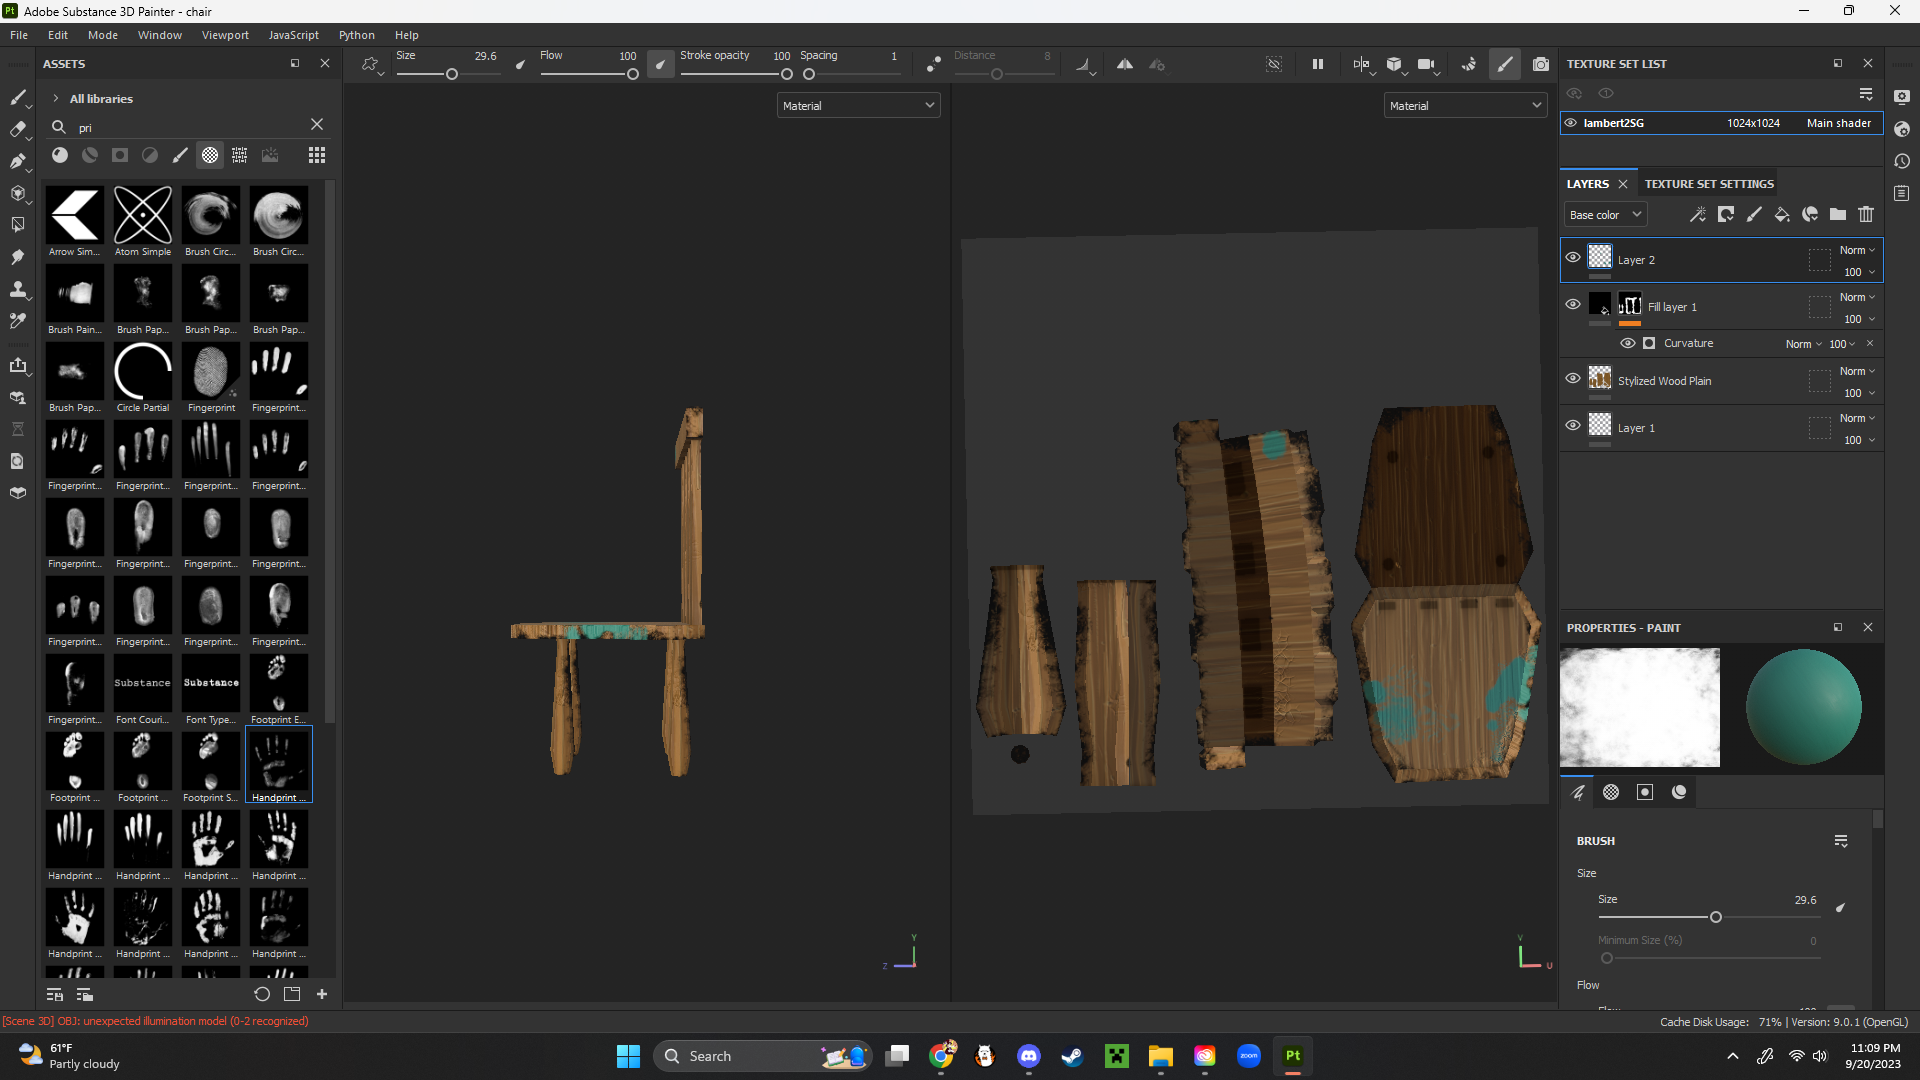 Pt Adobe Substance 3D Painter - chair
File Edit Mode Window Viewport JavaScript Python Help
ASSETS
All libraries
pri
Arrow Sim... Atom Simple Brush Circ... Brush Circ...
Brush Pain... Brush Pap... Brush Pap... Brush Pap...
Brush Pap... Circle Partial Fingerprint Fingerprint...
Fingerprint... Fingerprint... Fingerprint... Fingerprint...
Fingerprint... Fingerprint... Fingerprint... Fingerprint...
Fingerprint... Fingerprint... Fingerprint... Fingerprint...
Substance Substance
Fingerprint... Font Couri... Font Type... Footprint E...
Footprint ... Footprint ... Footprint S... Handprint ...
Handprint ... Handprint ... Handprint ... Handprint ...
Handprint ... Handprint ... Handprint ... Handprint ...
Size 29.6 Flow 100 Stroke opacity 100 Spacing 1 Distance 8
Material
Y
Z
Material
Y
U
TEXTURE SET LIST
lambert2SG 1024x1024 Main shader
LAYERS TEXTURE SET SETTINGS
Base color
Layer 2 Norm
100
Fill layer 1 Norm
100
Curvature Norm 100
Stylized Wood Plain Norm
100
Layer 1 Norm
100
PROPERTIES - PAINT
BRUSH
Size
Size 29.6
Minimum Size (%) 0
Flow
Flow 100
[Scene 3D] OBJ: unexpected illumination model (0-2 recognized)
Cache Disk Usage: 71% | Version: 9.0.1 (OpenGL)
61°F
Partly cloudy
Search
zoom
Pt
11:09 PM
9/20/2023